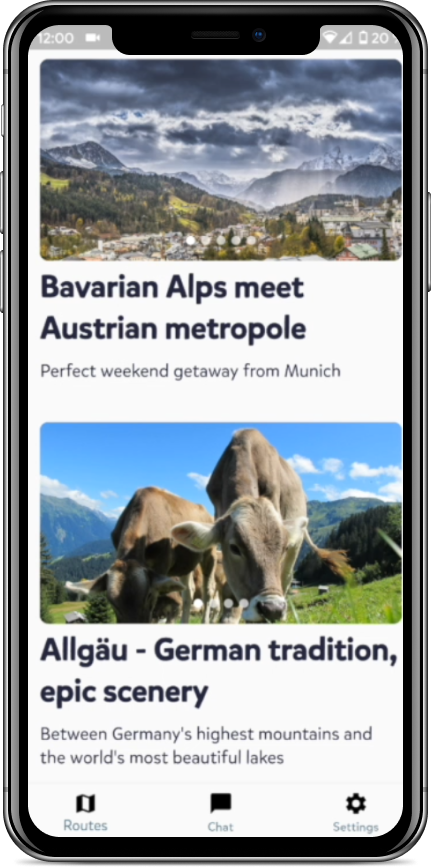 12:00 20
Bavarian Alps meet
Austrian metropole
Perfect weekend getaway from Munich
Allgäu - German tradition,
epic scenery
Between Germany's highest mountains and
the world's most beautiful lakes
Routes Chat Settings